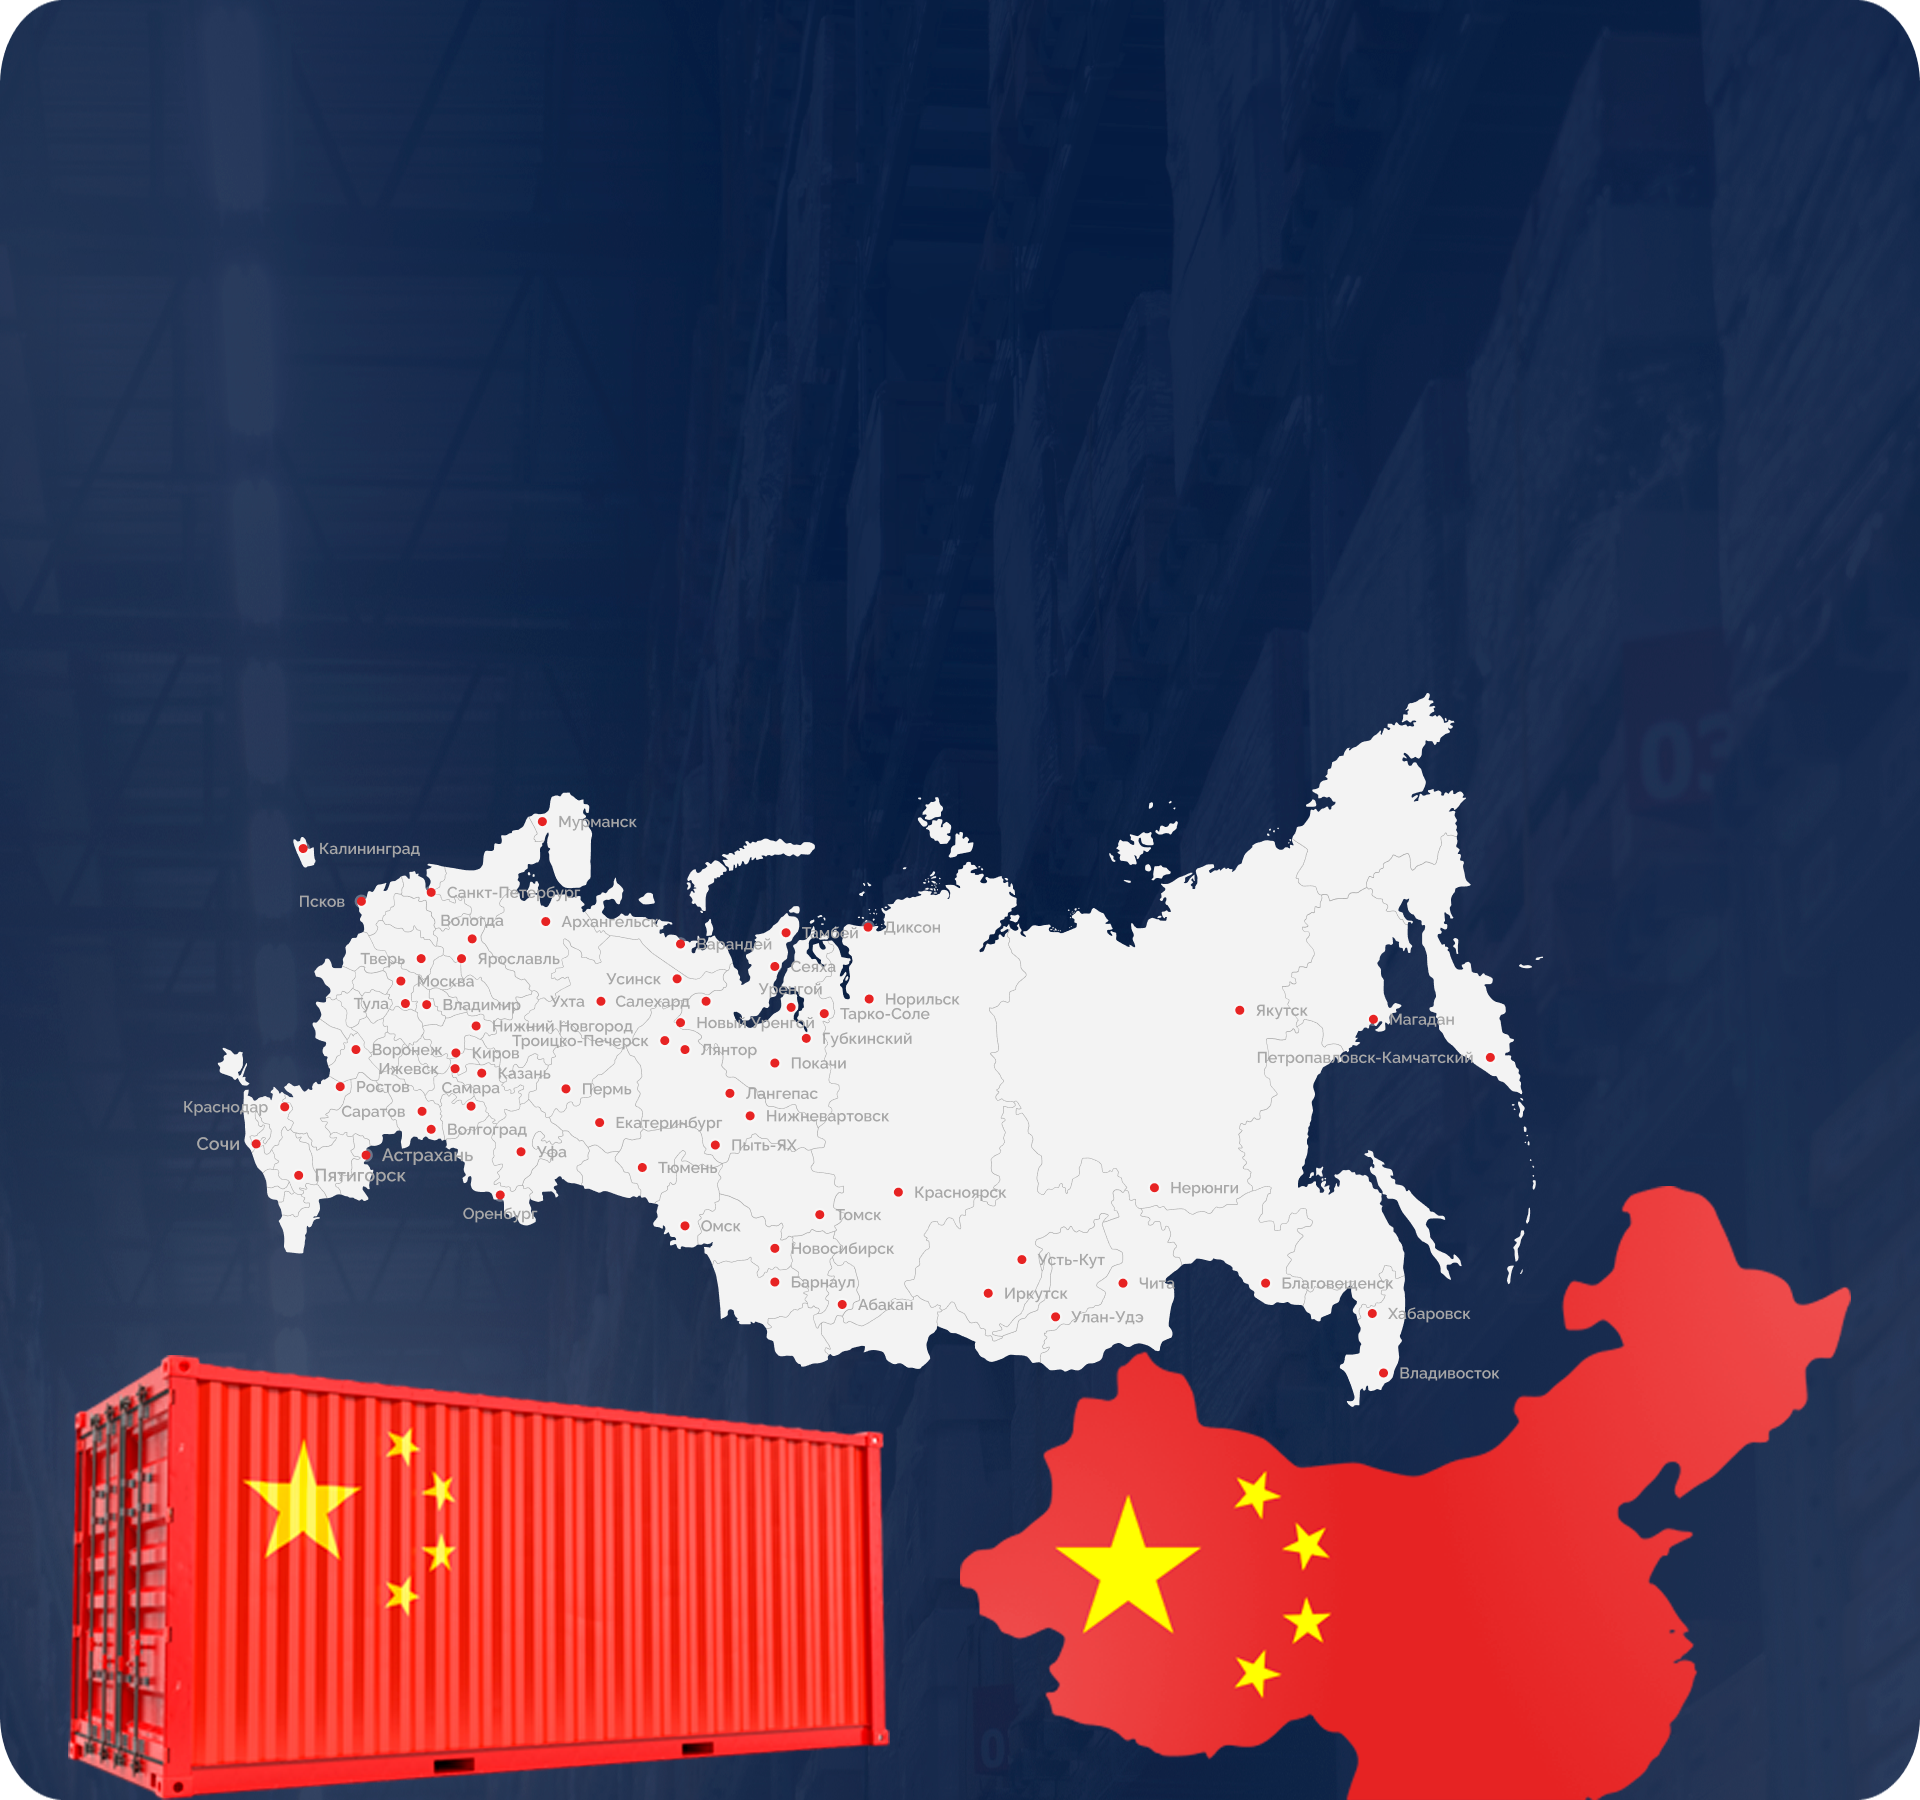 03
Мурманск
Калининград
Санкт-Петербург
Псков
Вологда
Архангельск
Тамбей
Диксон
Варандей
Тверь
Ярославль
Сеяха
Москва
Усинск
Уренгой
Тула
Владимир
Ухта
Салехард
Норильск
Тарко-Соле
Якутск
Магадан
Нижний Новгород
Новый Уренгой
Троицко-Печерск
Губкинский
Воронеж
Киров
Лянтор
Петропавловск-Камчатский
Ижевск
Казань
Покачи
Ростов
Самара
Пермь
Лангепас
Краснодар
Саратов
Нижневартовск
Екатеринбург
Волгоград
Сочи
Пыть-ЯХ
Астрахань
Уфа
Тюмень
Пятигорск
Красноярск
Нерюнги
Оренбург
Томск
Омск
Новосибирск
Усть-Кут
Барнаул
Чита
Благовещенск
Иркутск
Абакан
Улан-Удэ
Хабаровск
Владивосток